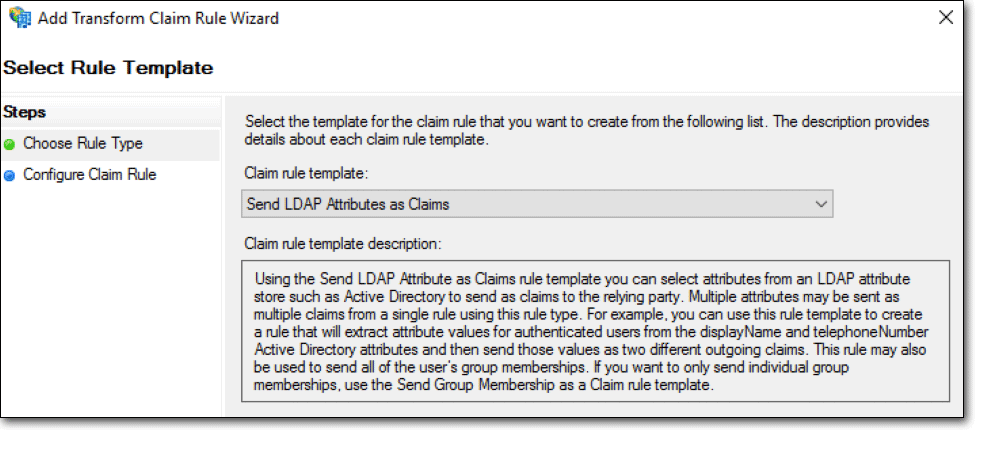 Add Transform Claim Rule Wizard
Select Rule Template
Steps
Choose Rule Type
Configure Claim Rule
Select the template for the claim rule that you want to create from the following list. The description provides
details about each claim rule template.
Claim rule template:
Send LDAP Attributes as Claims
Claim rule template description:
Using the Send LDAP Attribute as Claims rule template you can select attributes from an LDAP attribute
store such as Active Directory to send as claims to the relying party. Multiple attributes may be sent as
multiple claims from a single rule using this rule type. For example, you can use this rule template to create
a rule that will extract attribute values for authenticated users from the displayName and telephoneNumber
Active Directory attributes and then send those values as two different outgoing claims. This rule may also
be used to send all of the user's group memberships. If you want to only send individual group
memberships, use the Send Group Membership as a Claim rule template.